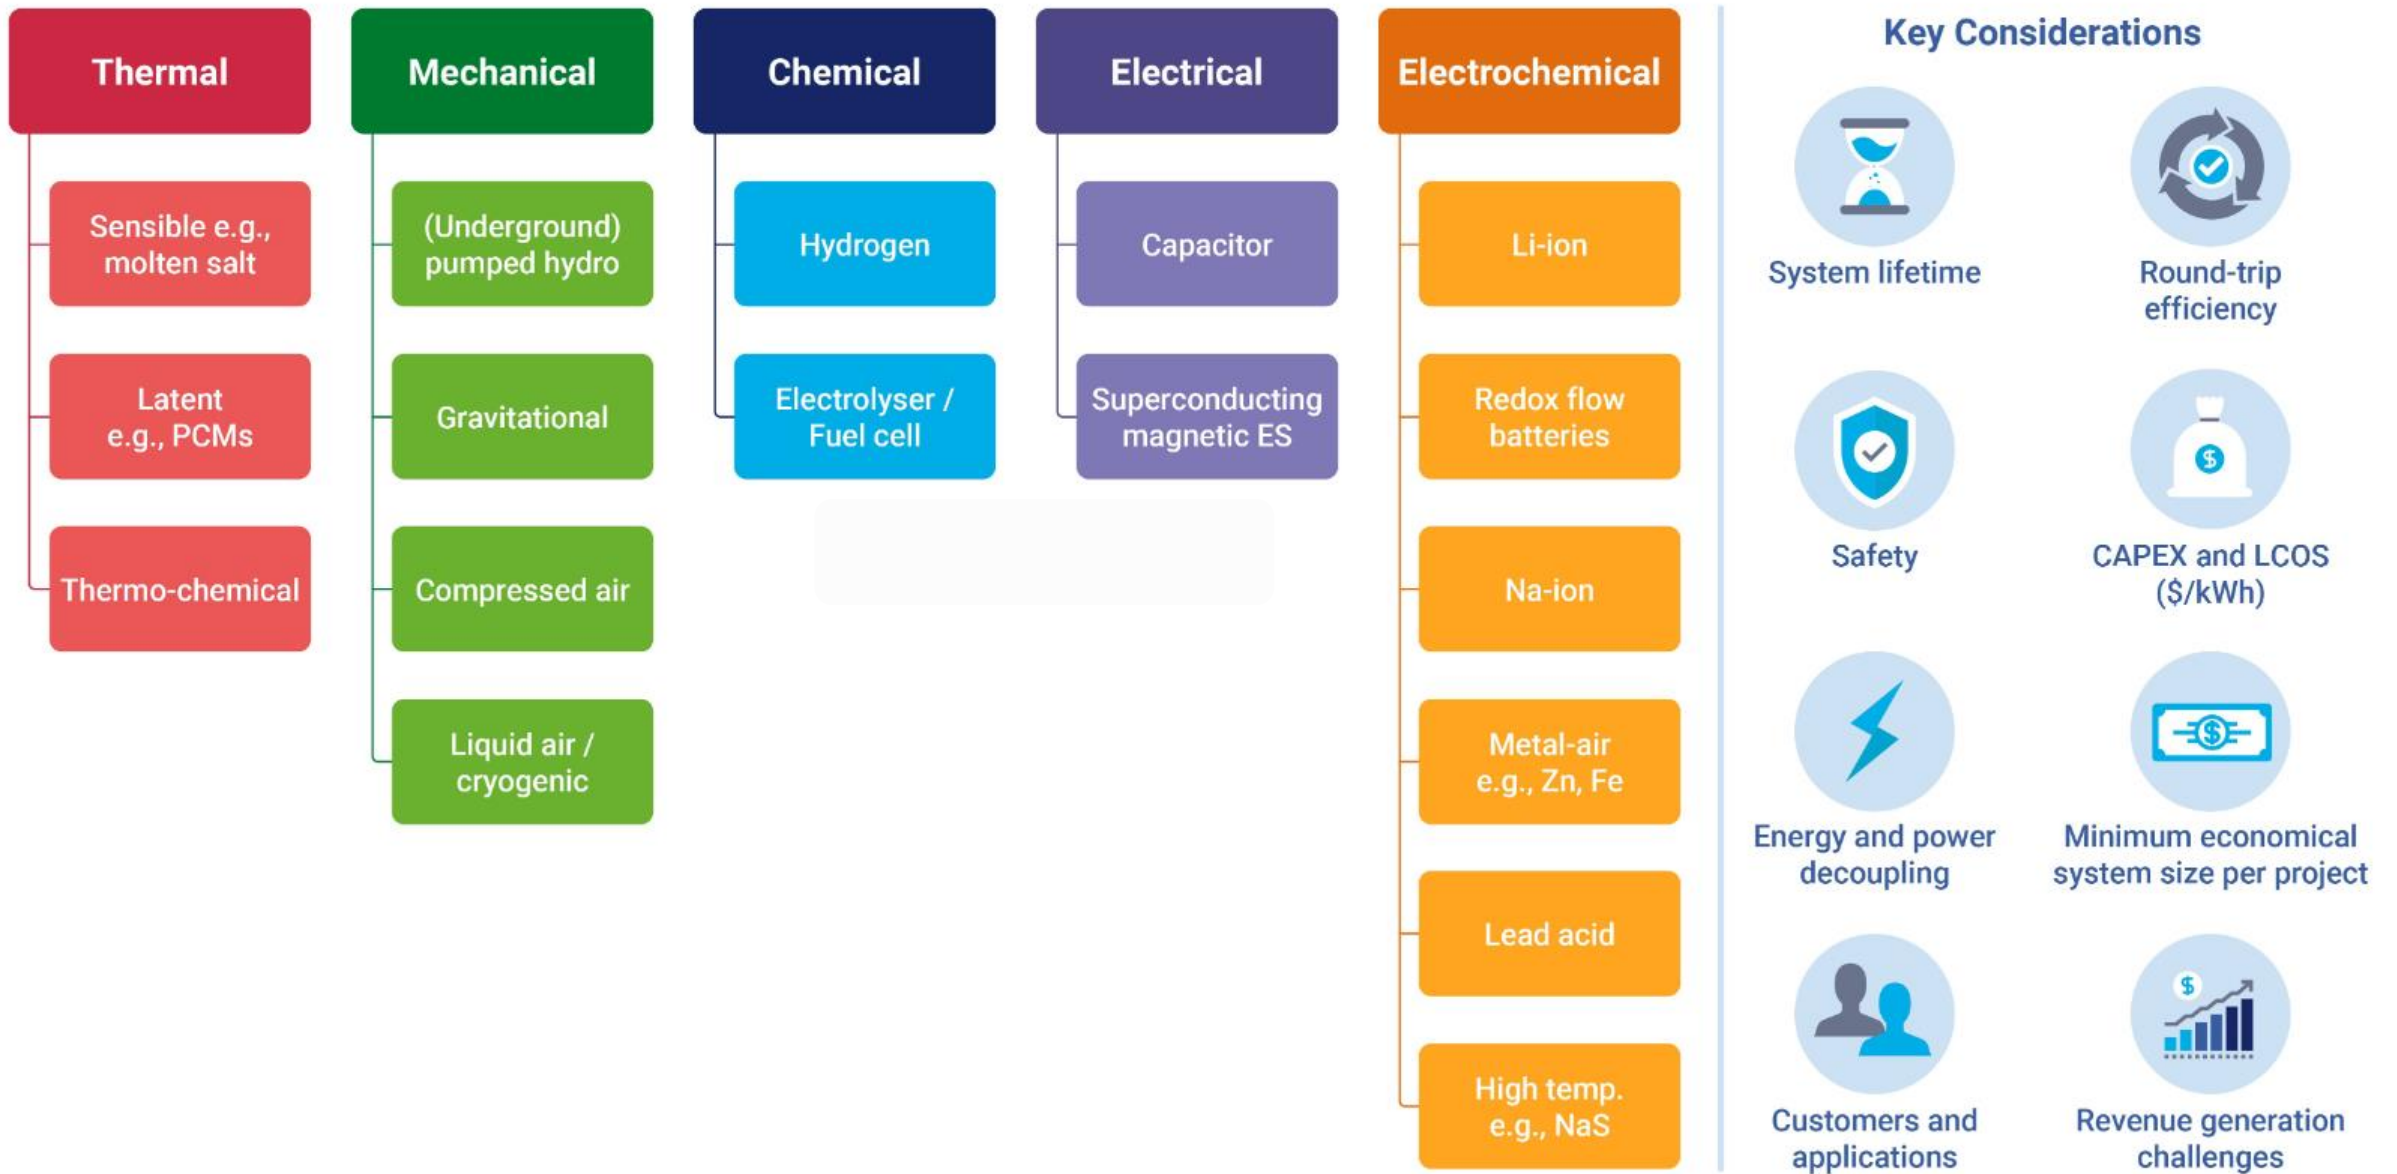 Thermal
Sensible e.g.,
molten salt
Latent
e.g., PCMs
Thermo-chemical
Mechanical
(Underground)
pumped hydro
Gravitational
Compressed air
Liquid air /
cryogenic
Chemical
Hydrogen
Electrolyser /
Fuel cell
Electrical
Capacitor
Superconducting
magnetic ES
Electrochemical
Li-ion
Redox flow
batteries
Na-ion
Metal-air
e.g., Zn, Fe
Lead acid
High temp.
e.g., NaS
Key Considerations
System lifetime
Round-trip
efficiency
Safety
$
CAPEX and LCOS
($/kWh)
Energy and power
decoupling
$
Minimum economical
system size per project
Customers and
applications
$
Revenue generation
challenges